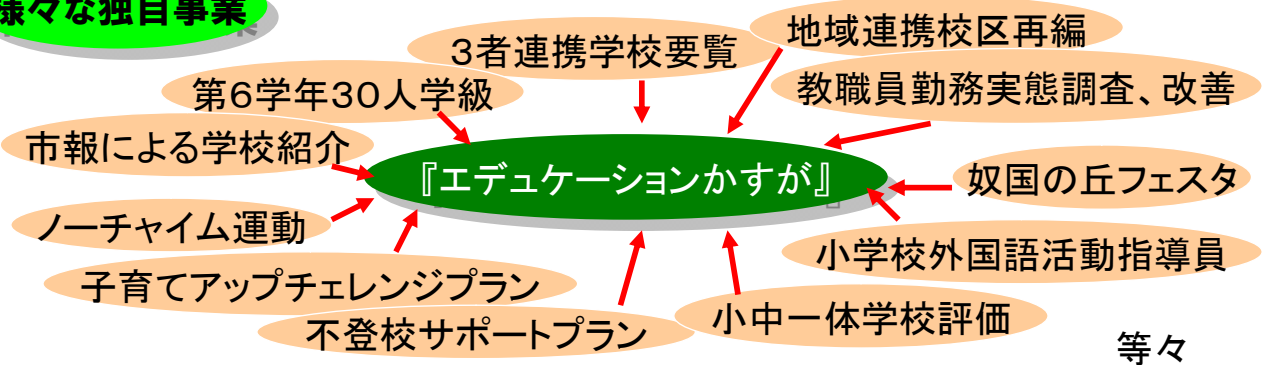 様々な独自事業
3者連携学校要覧
地域連携校区再編
第6学年30人学級
教職員勤務実態調査、改善
市報による学校紹介
『エデュケーションかすが』
奴国の丘フェスタ
ノーチャイム運動
小学校外国語活動指導員
子育てアップチェレンジプラン
不登校サポートプラン
小中一体学校評価
等々